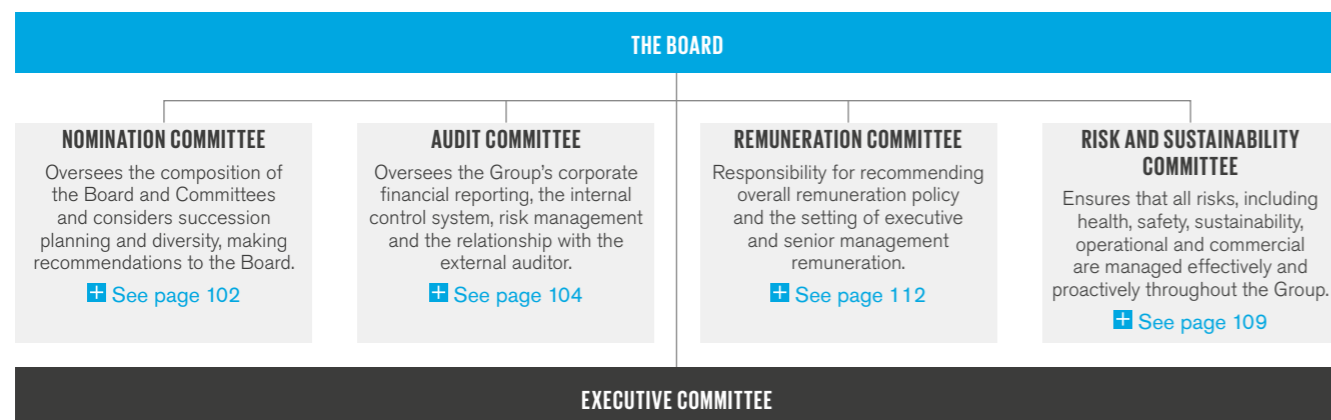 THE BOARD
NOMINATION COMMITTEE
Oversees the composition of
the Board and Committees
and considers succession
planning and diversity, making
recommendations to the Board.
+ See page 102
AUDIT COMMITTEE
Oversees the Group's corporate
financial reporting, the internal
control system, risk management
and the relationship with the
external auditor.
+ See page 104
REMUNERATION COMMITTEE
Responsibility for recommending
overall remuneration policy
and the setting of executive
and senior management
remuneration.
+ See page 112
RISK AND SUSTAINABILITY
COMMITTEE
Ensures that all risks, including
health, safety, sustainability,
operational and commercial
are managed effectively and
proactively throughout the Group.
+ See page 109
EXECUTIVE COMMITTEE